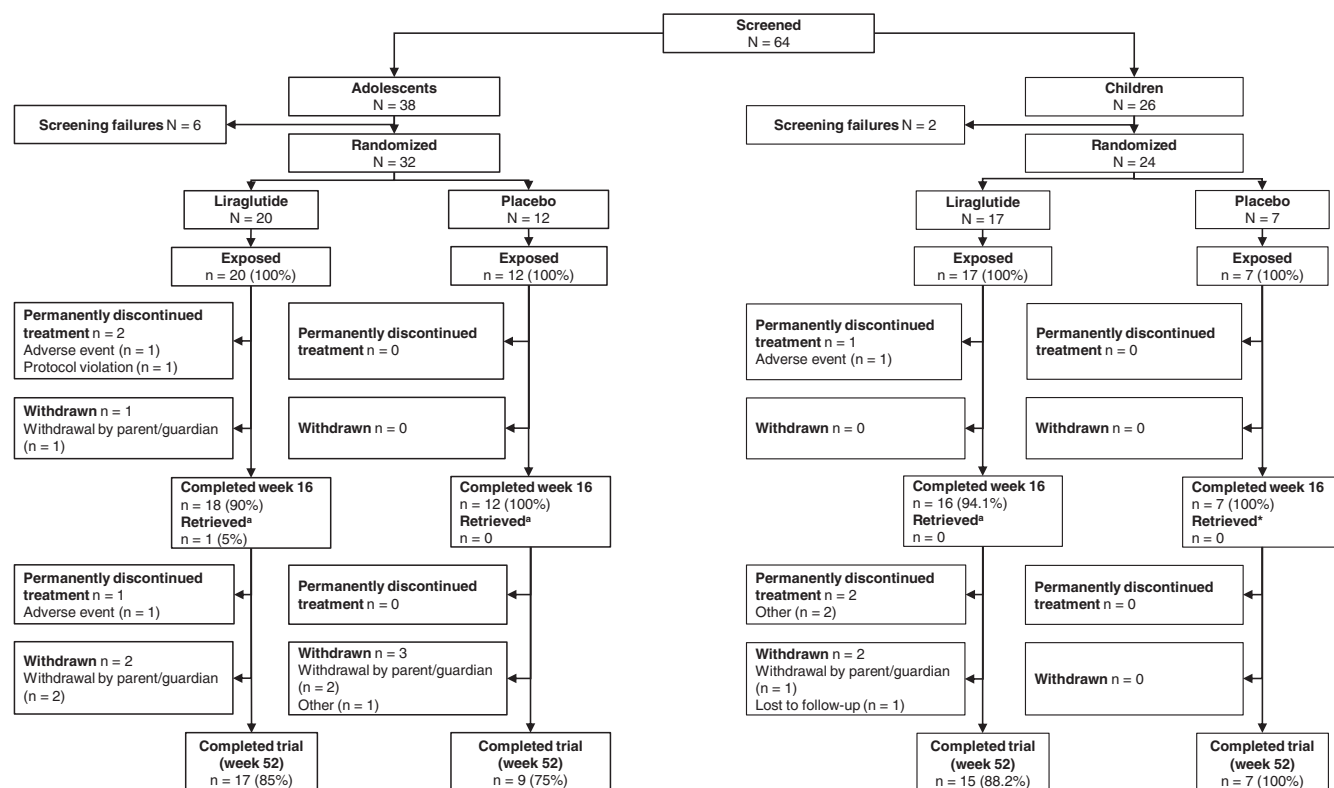 Screened
N = 64
Adolescents
N = 38
Screening failures N = 6
Randomized
N = 32
Liraglutide
N = 20
Placebo
N = 12
Exposed
n = 20 (100%)
Exposed
n = 12 (100%)
Permanently discontinued
treatment n = 2
Adverse event (n = 1)
Protocol violation (n = 1)
Permanently discontinued
treatment n = 0
Withdrawn n = 1
Withdrawal by parent/guardian
(n = 1)
Withdrawn n = 0
Completed week 16
n = 18 (90%)
Retrievedᵃ
n = 1 (5%)
Completed week 16
n = 12 (100%)
Retrievedᵃ
n = 0
Permanently discontinued
treatment n = 1
Adverse event (n = 1)
Permanently discontinued
treatment n = 0
Withdrawn n = 2
Withdrawal by parent/guardian
(n = 2)
Withdrawn n = 3
Withdrawal by parent/guardian
(n = 2)
Other (n = 1)
Completed trial
(week 52)
n = 17 (85%)
Completed trial
(week 52)
n = 9 (75%)
Children
N = 26
Screening failures N = 2
Randomized
N = 24
Liraglutide
N = 17
Placebo
N = 7
Exposed
n = 17 (100%)
Exposed
n = 7 (100%)
Permanently discontinued
treatment n = 1
Adverse event (n = 1)
Permanently discontinued
treatment n = 0
Withdrawn n = 0
Withdrawn n = 0
Completed week 16
n = 16 (94.1%)
Retrievedᵃ
n = 0
Completed week 16
n = 7 (100%)
Retrieved*
n = 0
Permanently discontinued
treatment n = 2
Other (n = 2)
Permanently discontinued
treatment n = 0
Withdrawn n = 2
Withdrawal by parent/guardian
(n = 1)
Lost to follow-up (n = 1)
Withdrawn n = 0
Completed trial
(week 52)
n = 15 (88.2%)
Completed trial
(week 52)
n = 7 (100%)